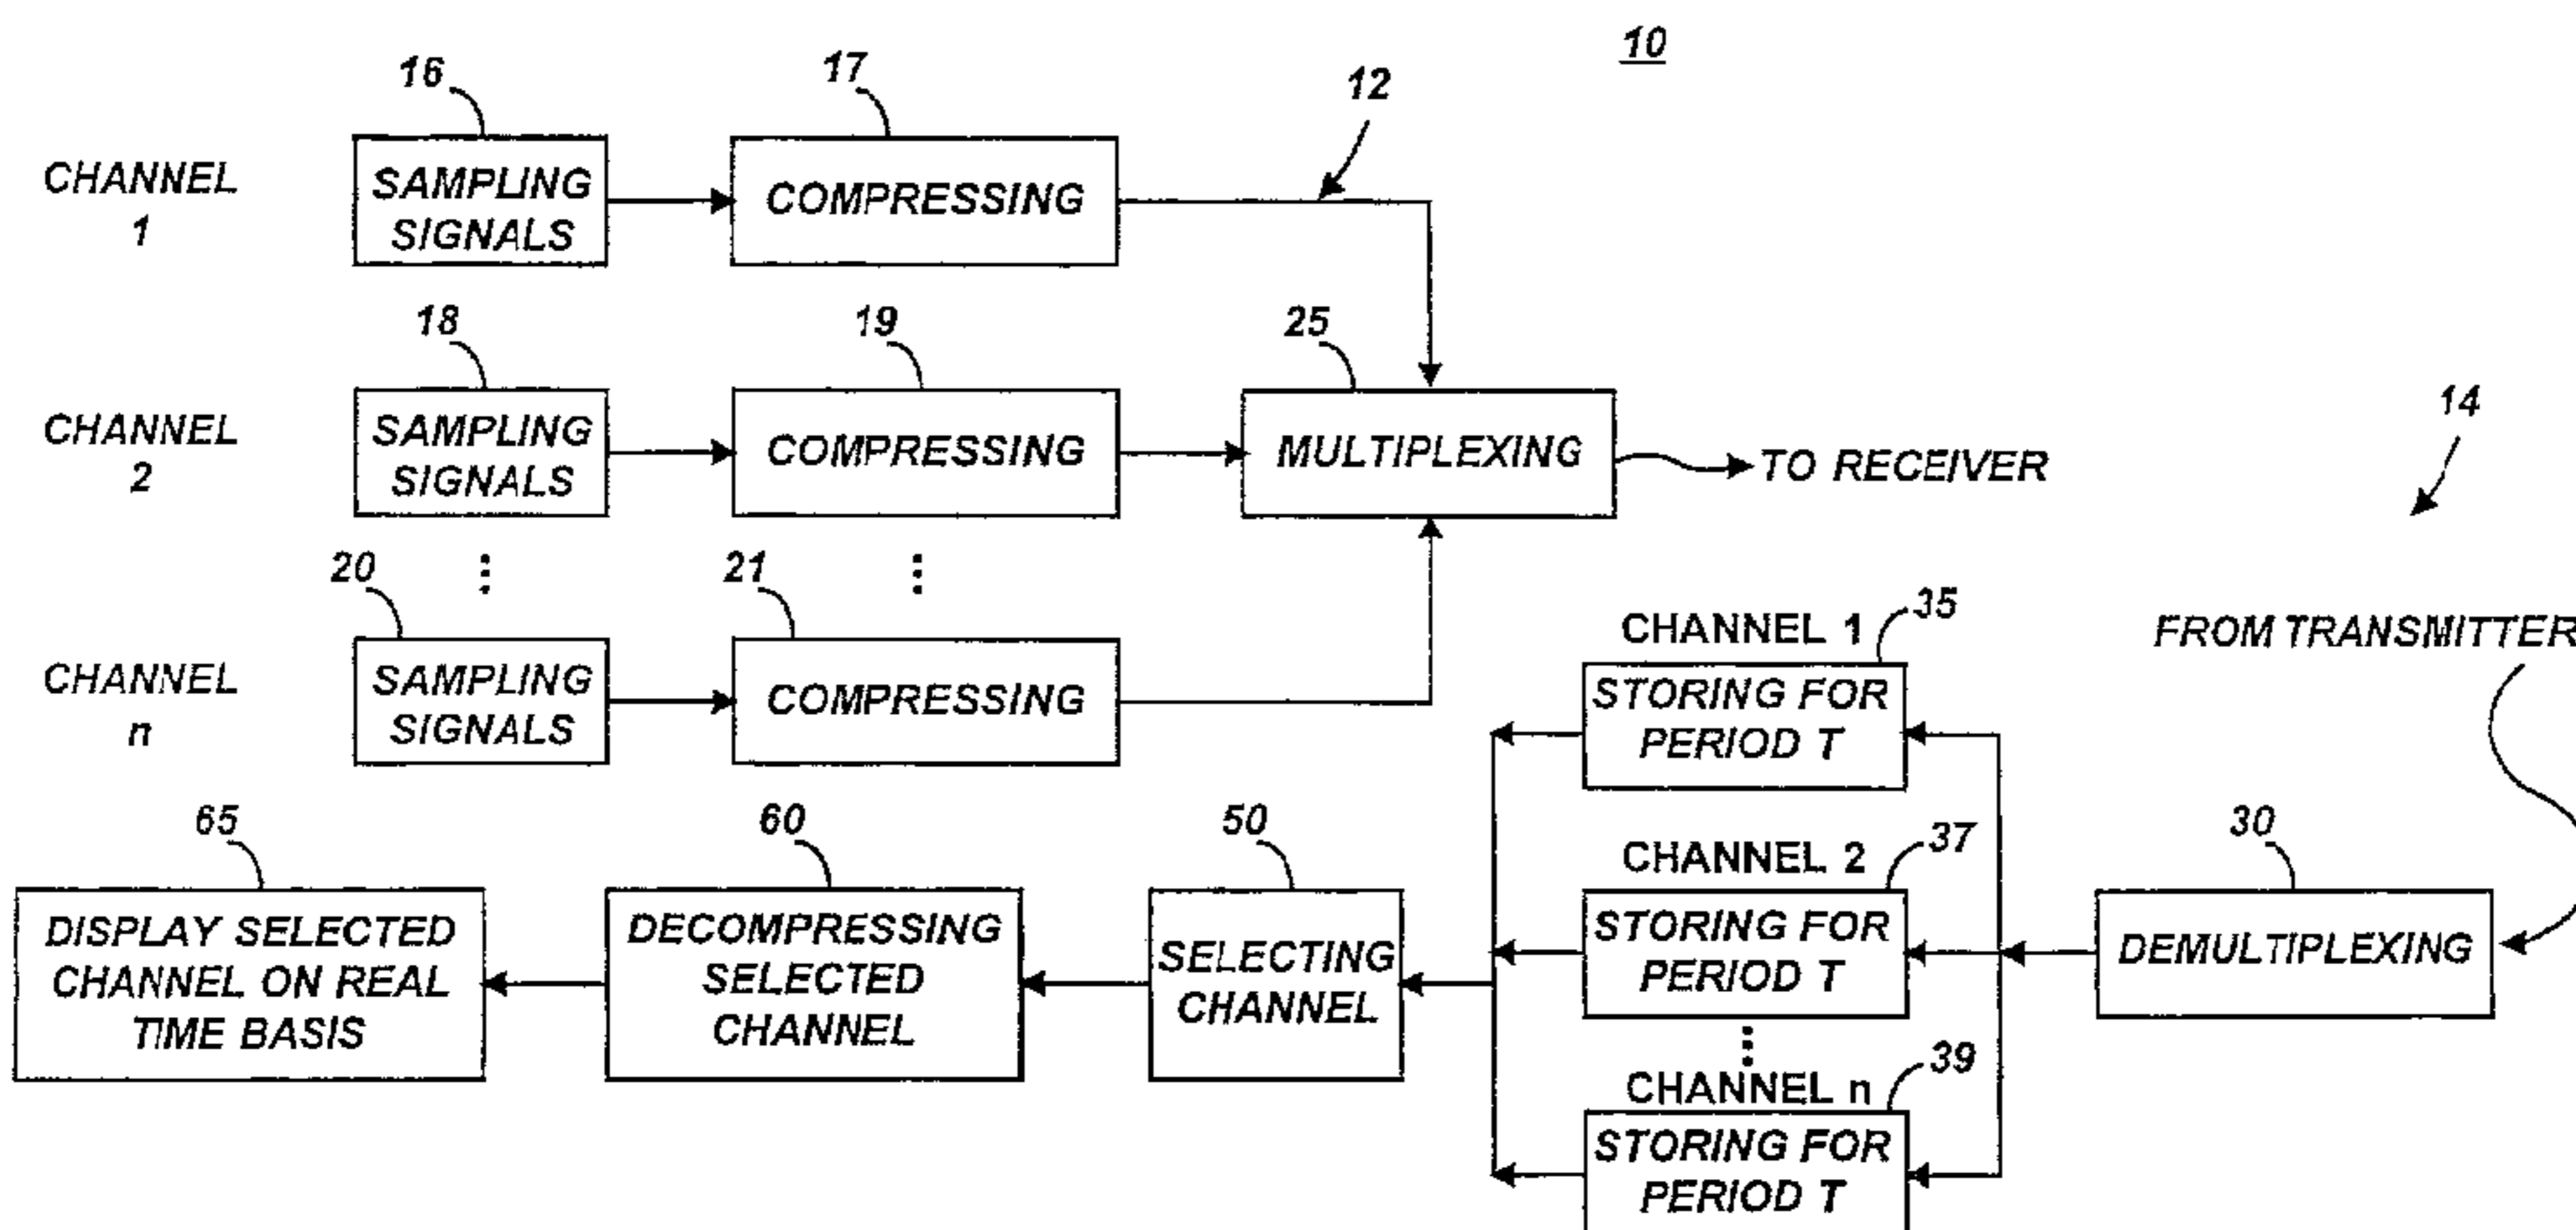 10
16
17
12
CHANNEL
1
SAMPLING
SIGNALS
COMPRESSING
18
19
25
14
CHANNEL
2
SAMPLING
SIGNALS
COMPRESSING
MULTIPLEXING
TO RECEIVER
20
21
CHANNEL
n
SAMPLING
SIGNALS
COMPRESSING
CHANNEL 1
35
FROM TRANSMITTER
STORING FOR
PERIOD T
65
60
50
CHANNEL 2
37
30
DISPLAY SELECTED
CHANNEL ON REAL
TIME BASIS
DECOMPRESSING
SELECTED
CHANNEL
SELECTING
CHANNEL
STORING FOR
PERIOD T
DEMULTIPLEXING
CHANNEL n
39
STORING FOR
PERIOD T